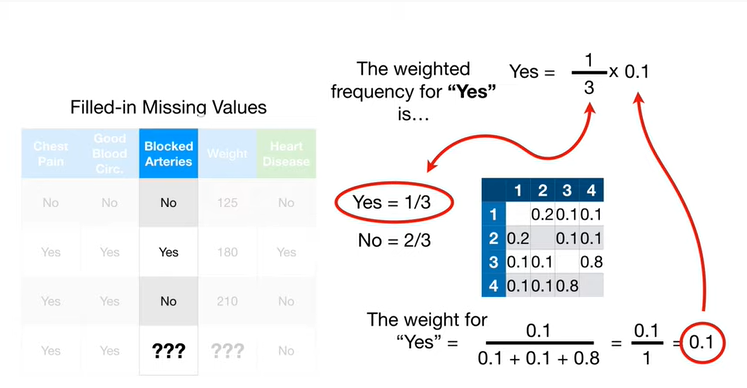 The weighted
frequency for "Yes"
is...
Yes = 1/3 x 0.1
Filled-in Missing Values
Chest Pain | Good Blood Circ. | Blocked Arteries | Weight | Heart Disease
No | No | No | 125 | No
Yes | Yes | Yes | 180 | Yes
Yes | Yes | No | 210 | No
Yes | Yes | ??? | ??? | No
Yes = 1/3
No = 2/3
1 2 3 4
1 0.2 0.1 0.1
2 0.2 0.1 0.1
3 0.1 0.1 0.8
4 0.1 0.1 0.8
The weight for
"Yes" = 0.1 / 0.1 + 0.1 + 0.8 = 0.1 / 1 = 0.1